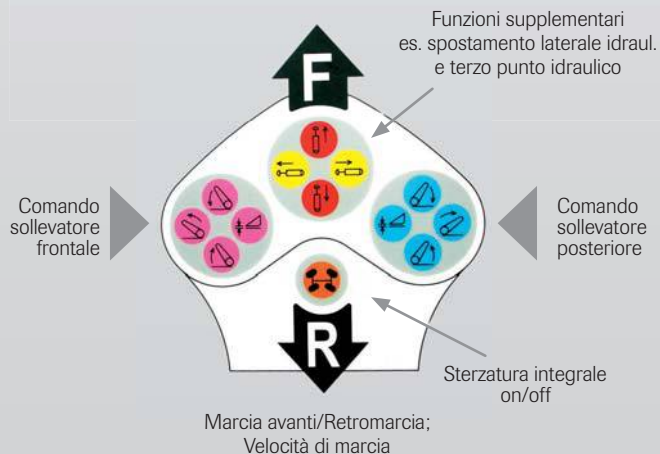 Funzioni supplementari
es. spostamento laterale idraul.
e terzo punto idraulico
F
Comando
sollevatore
frontale
Comando
sollevatore
posteriore
R
Sterzatura integrale
on/off
Marcia avanti/Retromarcia;
Velocità di marcia